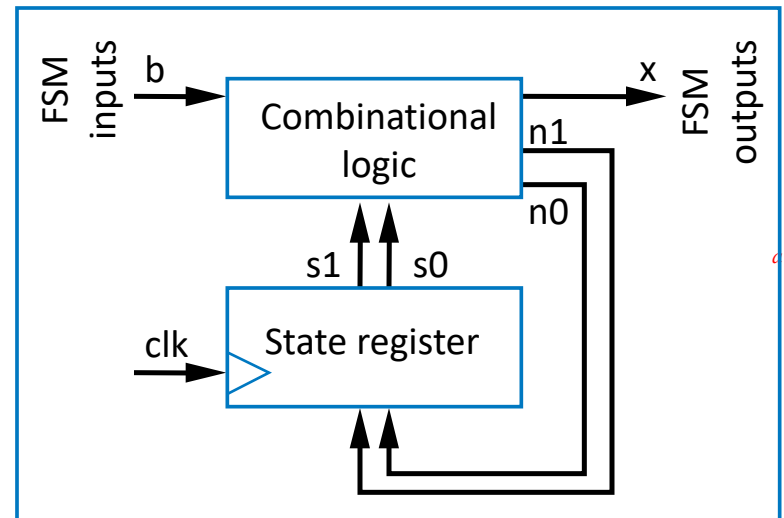 FSM
inputs
b
x
FSM
outputs
Combinational
logic
n1
n0
s1
s0
clk
State register